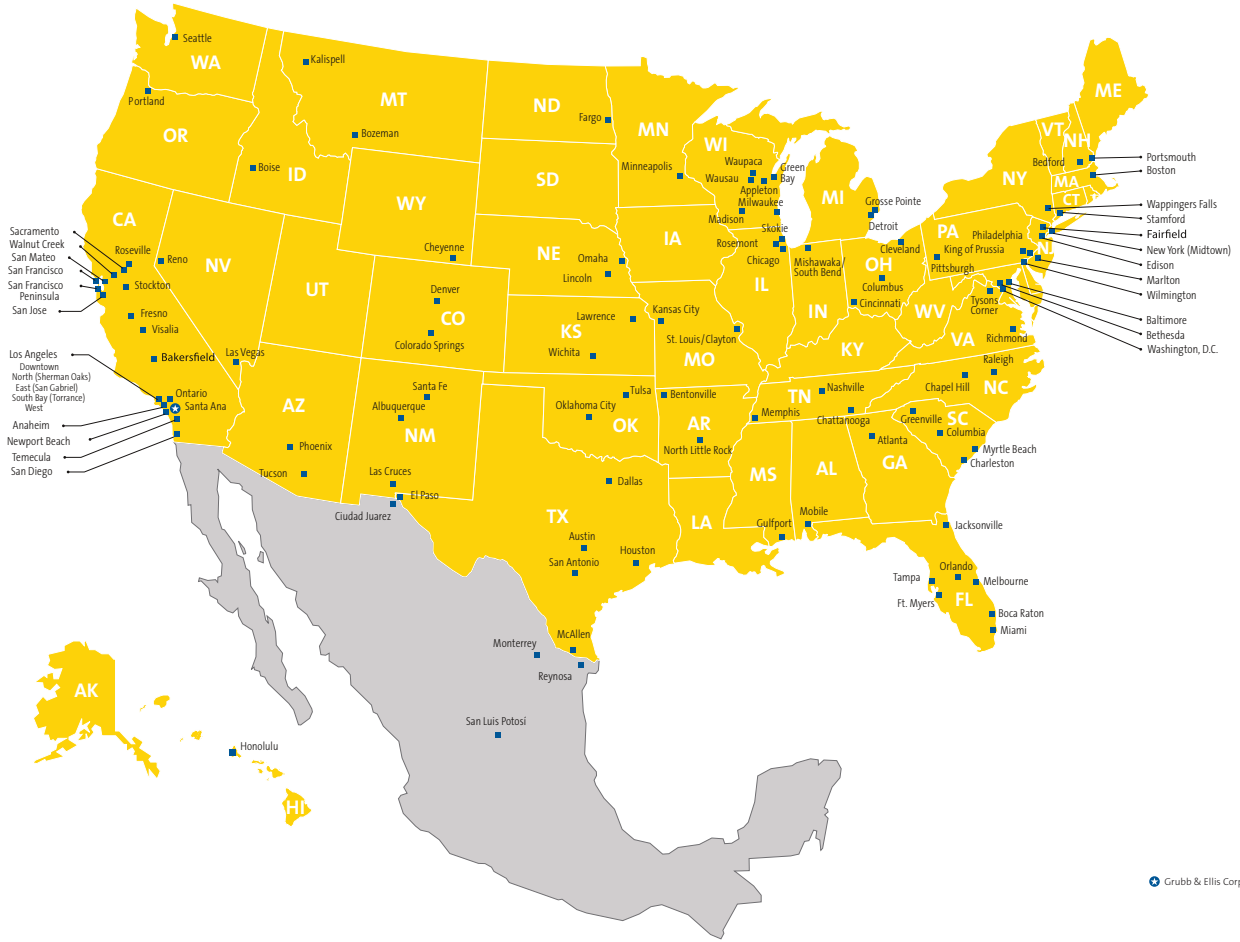 Seattle
WA
Kalispell
MT
Portland
OR
Bozeman
Boise
ID
ND
Fargo
MN
Minneapolis
SD
WY
Cheyenne
WI
Waupaca
Green
Bay
Wausau
Appleton
Milwaukee
Madison
Skokie
Rosemont
Chicago
MI
Grosse Pointe
Detroit
Mishawaka/
South Bend
IA
NE
Omaha
Lincoln
IL
IN
OH
Cleveland
Columbus
Cincinnati
ME
VT
NH
Bedford
NY
MA
CT
Portsmouth
Boston
Wappingers Falls
Stamford
Fairfield
New York (Midtown)
Edison
Marlton
Wilmington
Baltimore
Bethesda
Washington, D.C.
PA
Philadelphia
King of Prussia
Pittsburgh
N
Tysons
Corner
WV
VA
Richmond
CA
Sacramento
Walnut Creek
San Mateo
San Francisco
San Francisco
Peninsula
San Jose
Roseville
Reno
Stockton
Fresno
Visalia
Bakersfield
NV
Las Vegas
UT
Denver
CO
Colorado Springs
Lawrence
KS
Wichita
Kansas City
St. Louis/Clayton
MO
KY
Los Angeles
Downtown
North (Sherman Oaks)
East (San Gabriel)
South Bay (Torrance)
West
Ontario
Santa Ana
Anaheim
Newport Beach
Temecula
San Diego
AZ
Phoenix
Tucson
Santa Fe
Albuquerque
NM
Las Cruces
El Paso
Ciudad Juarez
Tulsa
Oklahoma City
OK
Bentonville
AR
North Little Rock
TN
Nashville
Memphis
Chattanooga
Raleigh
Chapel Hill
NC
Greenville
SC
Columbia
Myrtle Beach
Charleston
Atlanta
GA
AL
MS
Mobile
Gulfport
LA
TX
Dallas
Austin
San Antonio
Houston
McAllen
Monterrey
Reynosa
San Luis Potosí
Jacksonville
Orlando
Tampa
Melbourne
Ft. Myers
FL
Boca Raton
Miami
AK
Honolulu
HI
Grubb & Ellis Corp